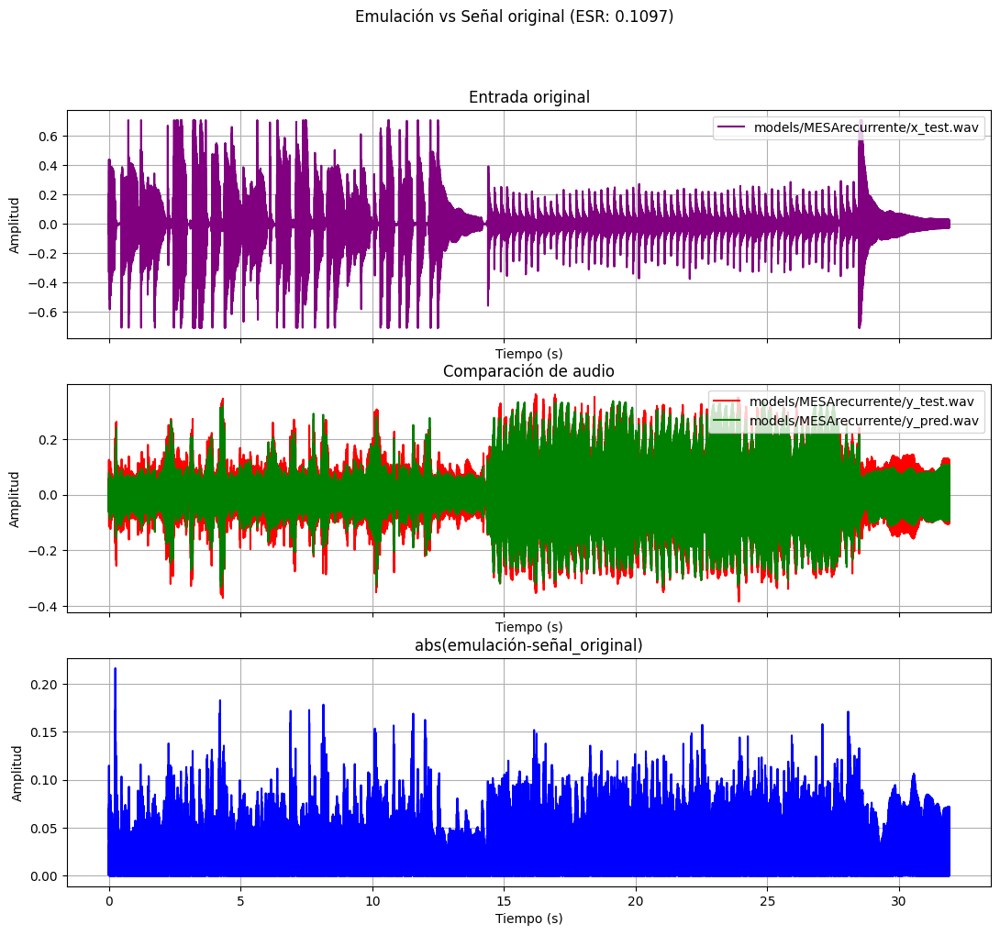 Emulación vs Señal original (ESR: 0.1097)
Entrada original
models/MESArecurrente/x_test.wav
Amplitud
0.6
0.4
0.2
0.0
−0.2
−0.4
−0.6
Tiempo (s)
Comparación de audio
models/MESArecurrente/y_test.wav
models/MESArecurrente/y_pred.wav
Amplitud
0.2
0.0
−0.2
−0.4
Tiempo (s)
abs(emulación-señal_original)
Amplitud
0.20
0.15
0.10
0.05
0.00
0 5 10 15 20 25 30
Tiempo (s)